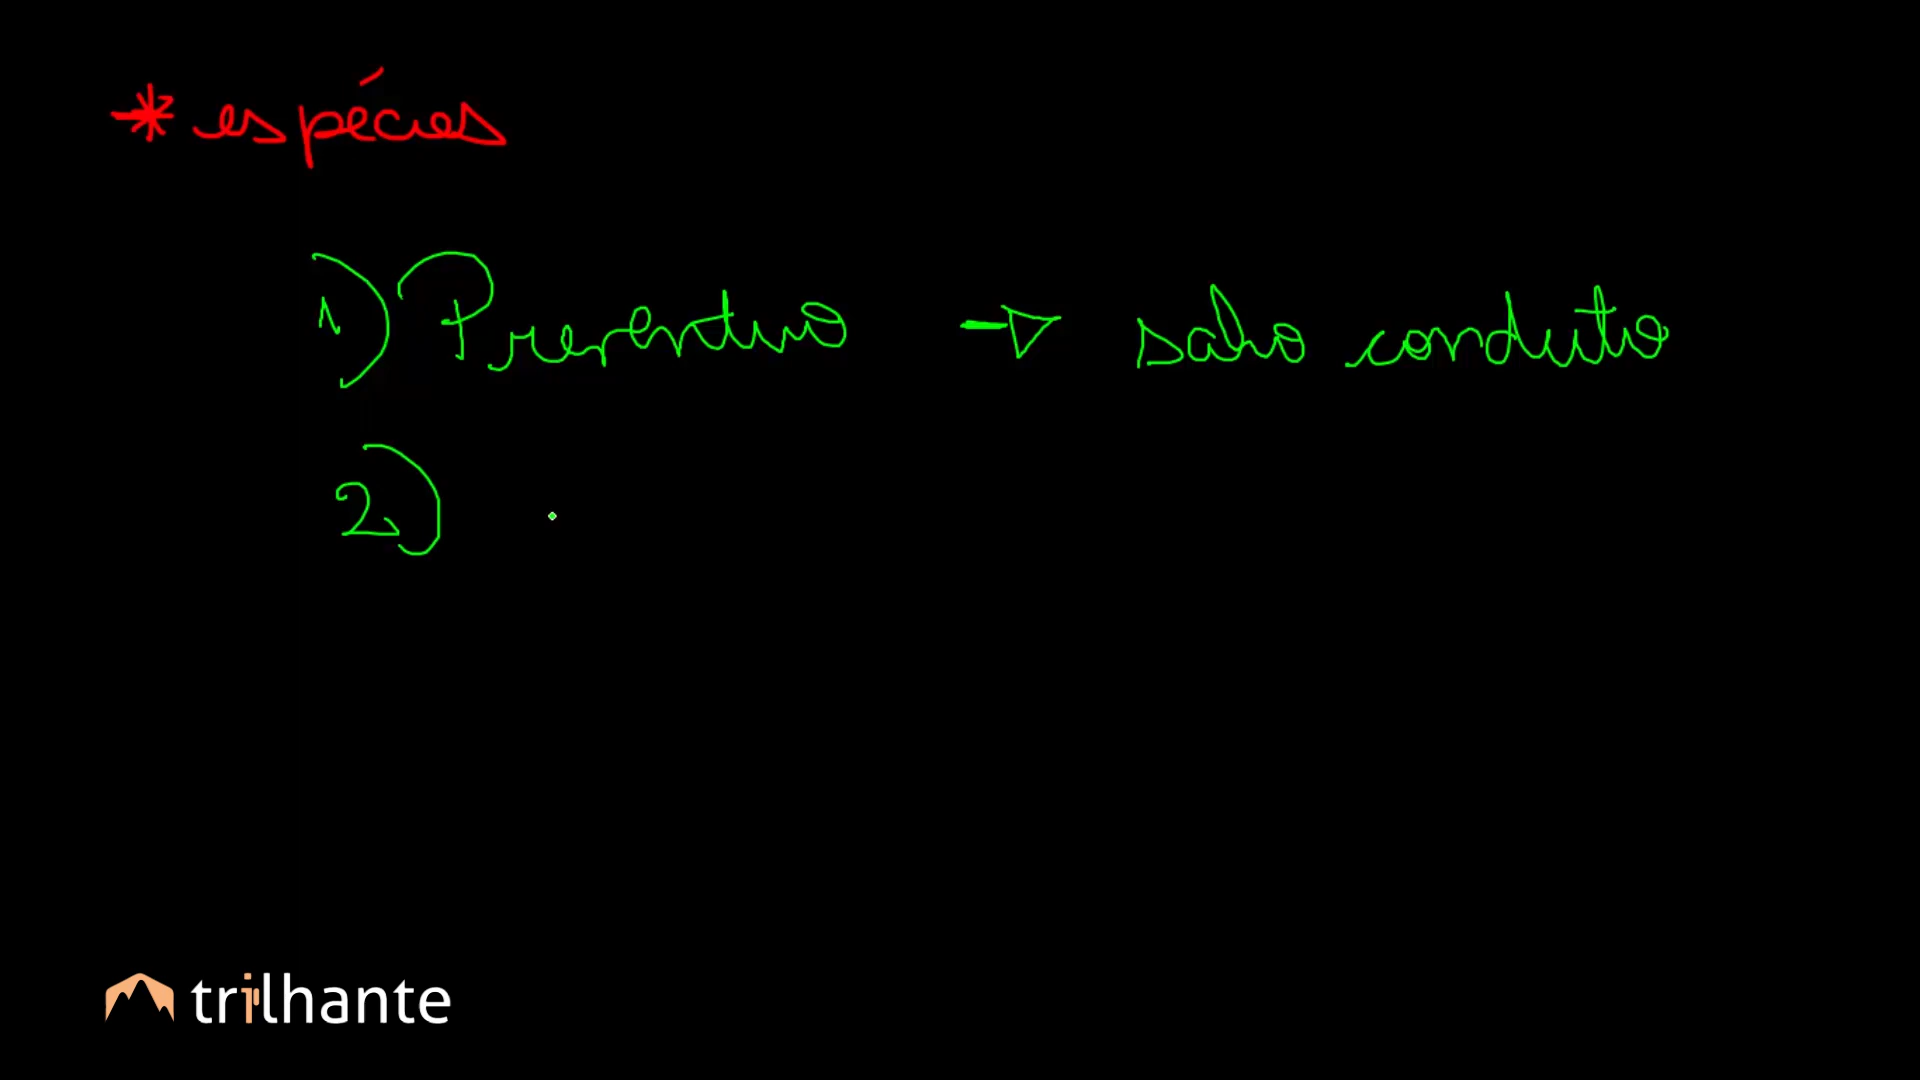 * espécies
1) Preventivo → salvo conduto
2)
trilhante